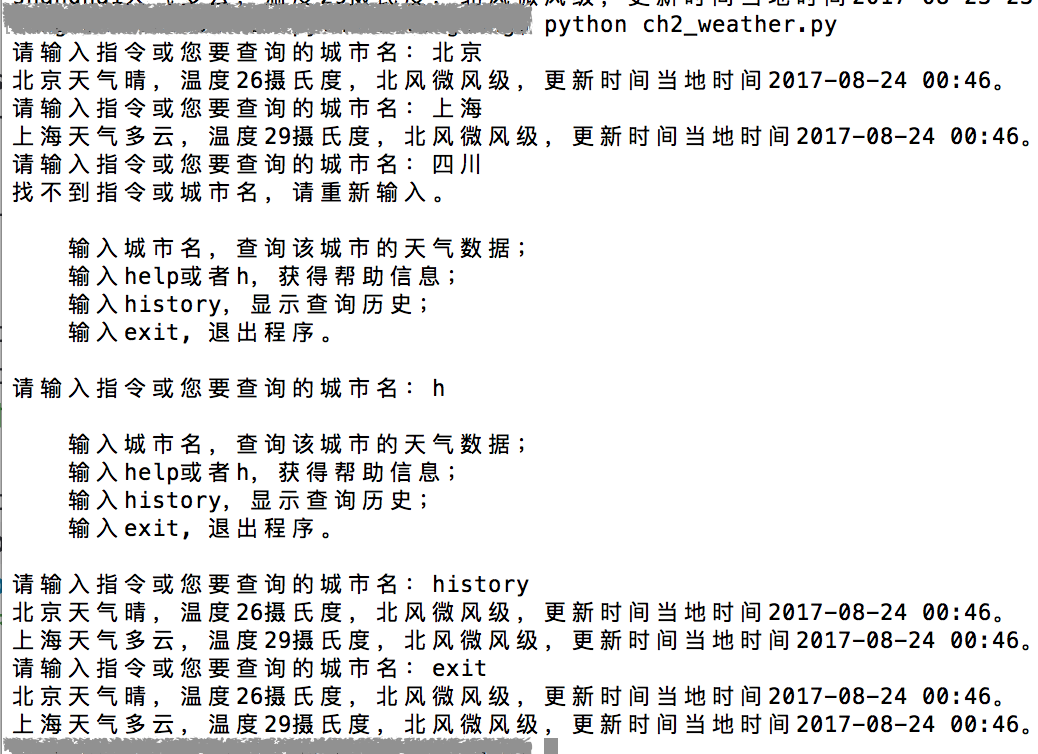 python ch2_weather.py
请输入指令或您要查询的城市名：北京
北京天气晴，温度26摄氏度，北风微风级，更新时间当地时间2017-08-24 00:46。
请输入指令或您要查询的城市名：上海
上海天气多云，温度29摄氏度，北风微风级，更新时间当地时间2017-08-24 00:46。
请输入指令或您要查询的城市名：四川
找不到指令或城市名，请重新输入。
输入城市名，查询该城市的天气数据；
输入help或者h，获得帮助信息；
输入history，显示查询历史；
输入exit，退出程序。
请输入指令或您要查询的城市名：h
输入城市名，查询该城市的天气数据；
输入help或者h，获得帮助信息；
输入history，显示查询历史；
输入exit，退出程序。
请输入指令或您要查询的城市名：history
北京天气晴，温度26摄氏度，北风微风级，更新时间当地时间2017-08-24 00:46。
上海天气多云，温度29摄氏度，北风微风级，更新时间当地时间2017-08-24 00:46。
请输入指令或您要查询的城市名：exit
北京天气晴，温度26摄氏度，北风微风级，更新时间当地时间2017-08-24 00:46。
上海天气多云，温度29摄氏度，北风微风级，更新时间当地时间2017-08-24 00:46。